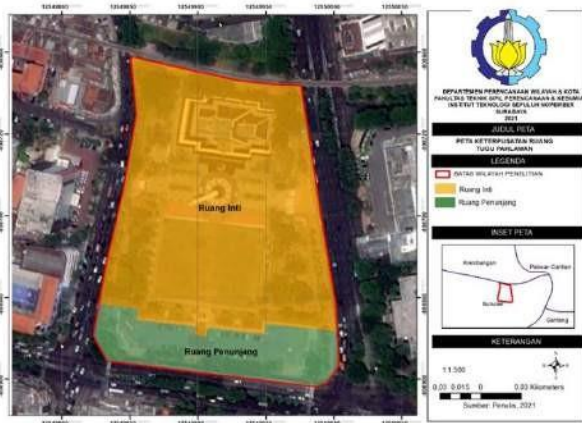 Ruang Inti
Ruang Penunjang
DEPARTEMEN PERENCANAAN WILAYAH & KOTA
FAKULTAS TEKNIK SIPIL PERENCANAAN & KEBUMIAN
INSTITUT TEKNOLOGI SEPULUH NOPEMBER
SURABAYA
2021
JUDUL PETA
PETA KETERPUSATAN RUANG
TUGU PAHLAWAN
LEGENDA
BATAS WILAYAH PENELITIAN
Ruang Inti
Ruang Penunjang
INSET PETA
Krembangan
Pabean Cantian
Bubutan
Genteng
KETERANGAN
1:1.500
0,03 0,015 0 0,03 Kilometers
Sumber: Penulis, 2021